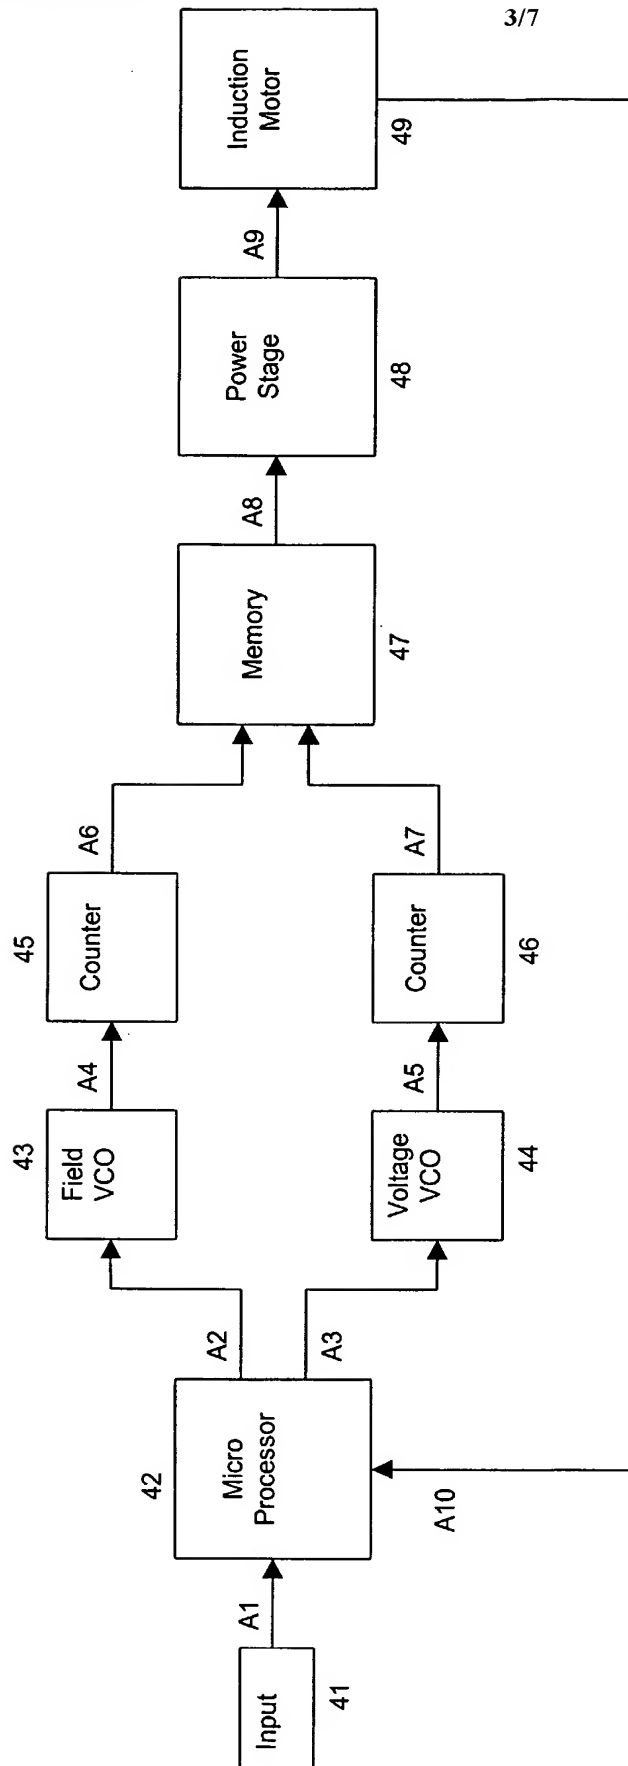 3/7
Input
41
A1
42
Micro
Processor
A10
A2
A3
43
Field
VCO
Voltage
VCO
44
A4
A5
45
Counter
Counter
46
A6
A7
Memory
47
A8
Power
Stage
48
A9
Induction
Motor
49